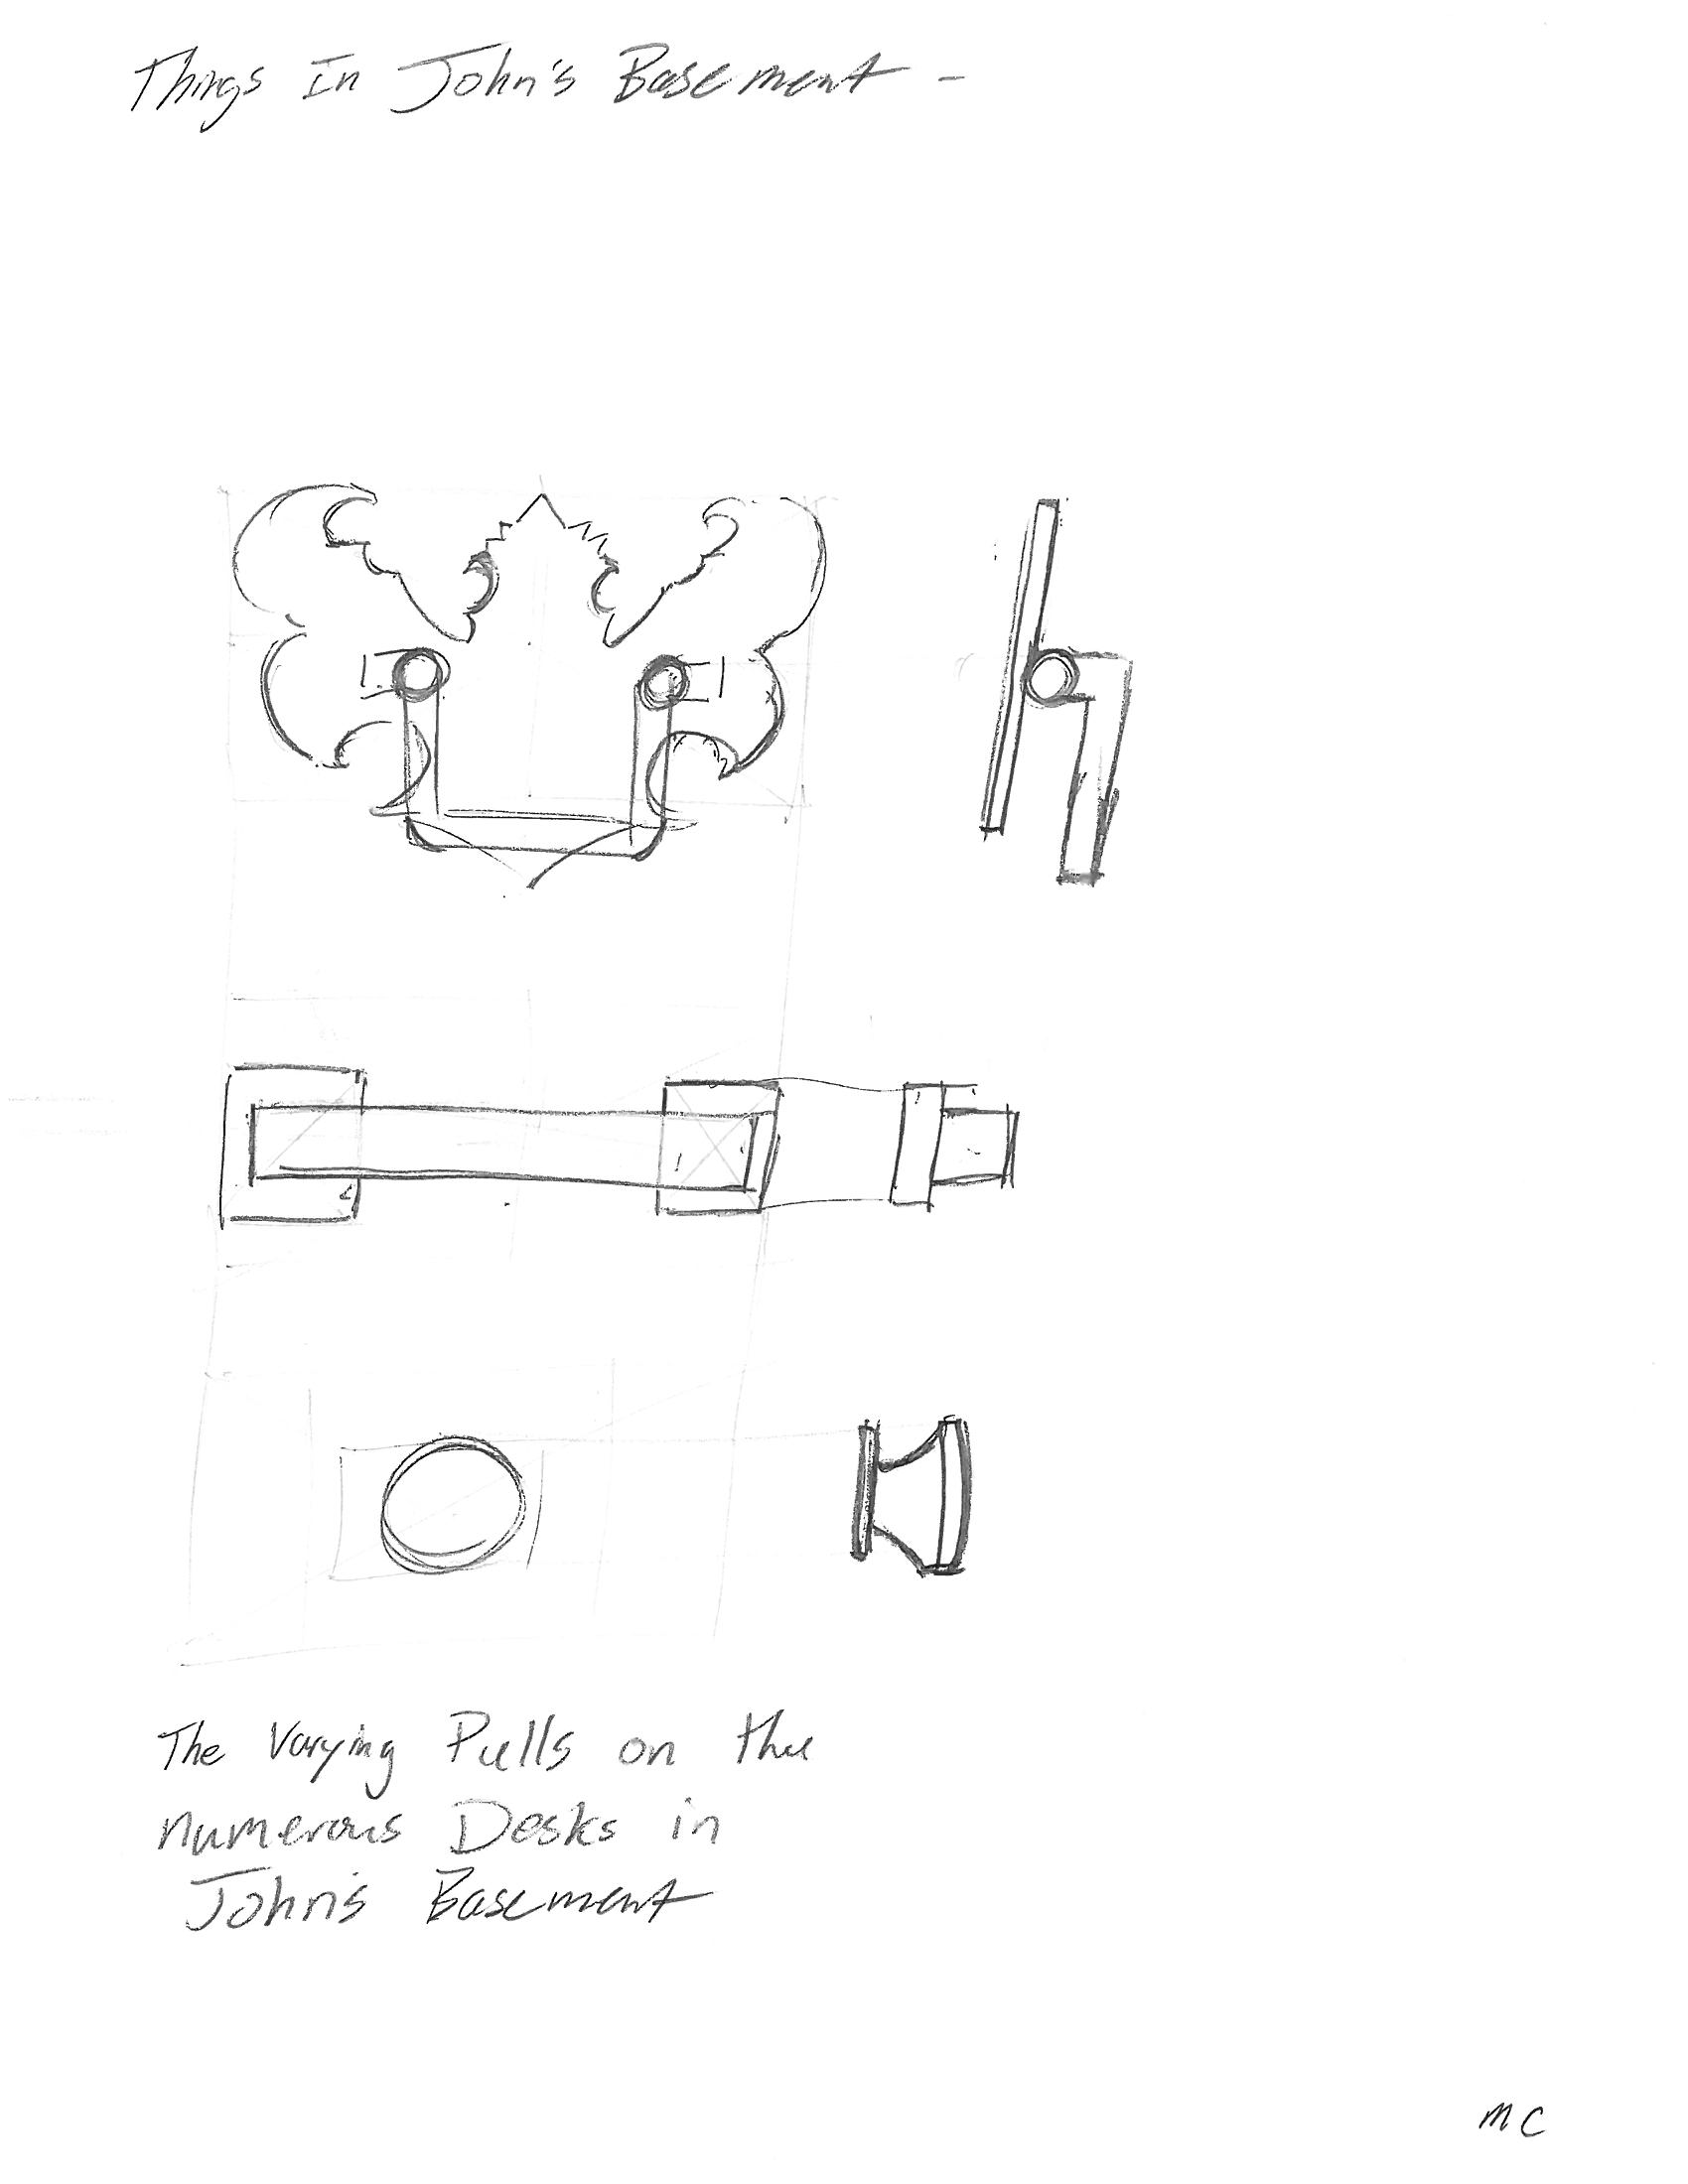 Things In John's Basement -
The Varying Pulls on the
numerous Desks in
John's Basement
MC